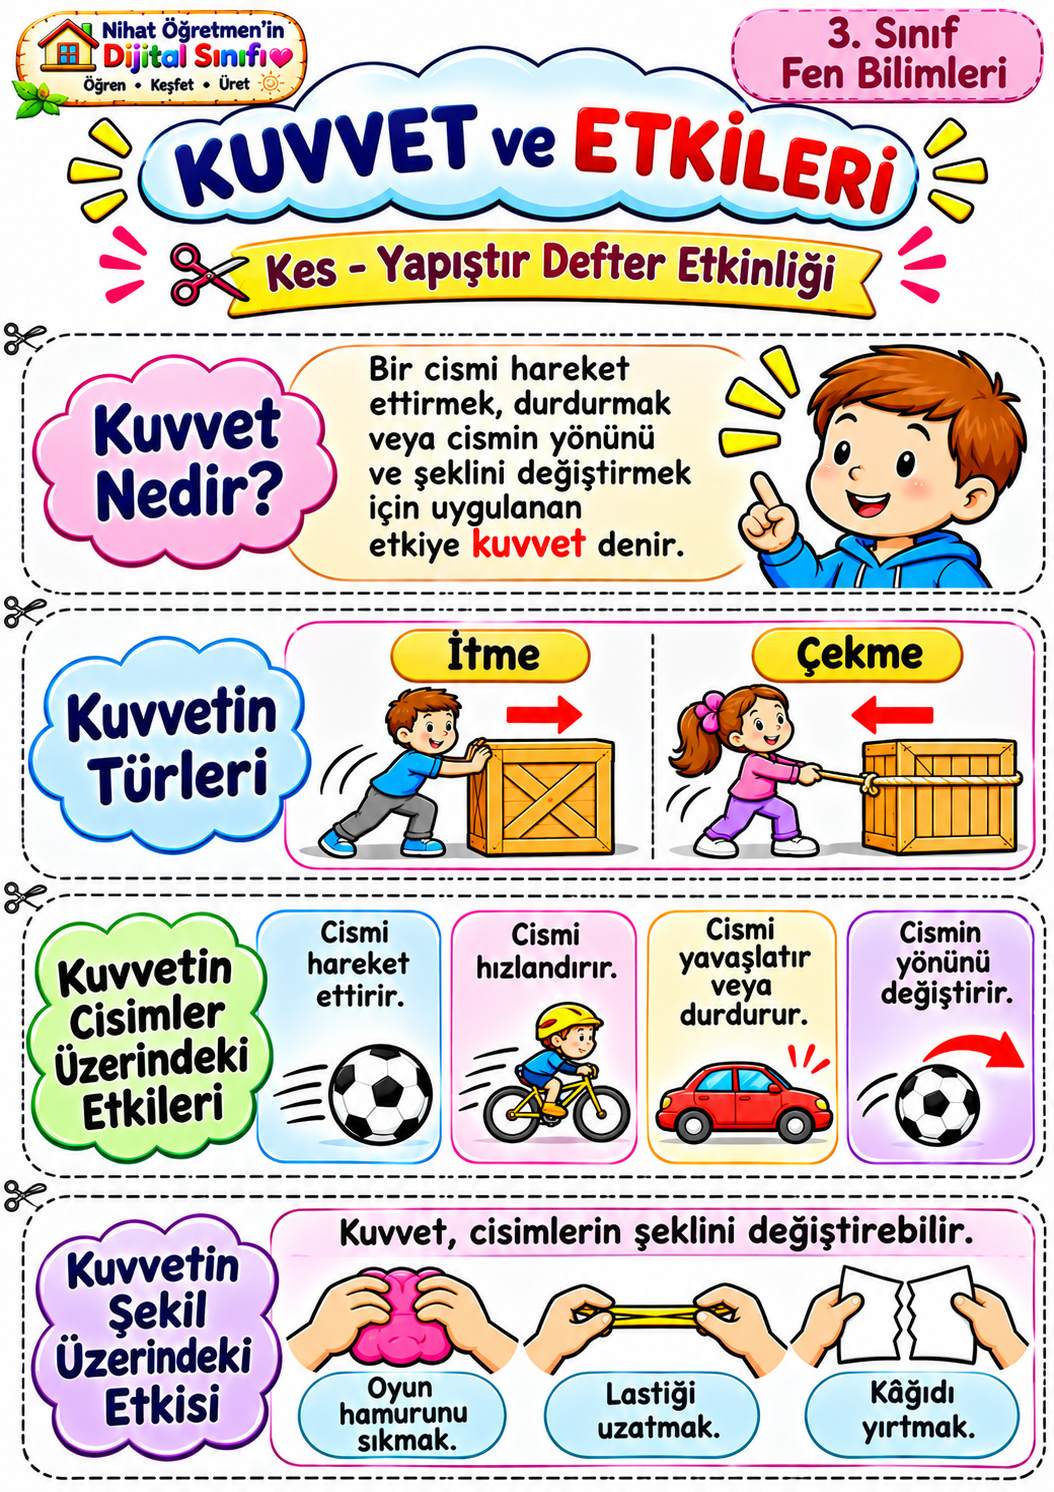 Nihat Öğretmen'in
Dijital Sınıfı
Öğren • Keşfet • Üret
3. Sınıf
Fen Bilimleri
KUVVET ve ETKİLERİ
Kes - Yapıştır Defter Etkinliği
Kuvvet
Nedir?
Bir cismi hareket
ettirmek, durdurmak
veya cismin yönünü
ve şeklini değiştirmek
için uygulanan
etkiye kuvvet denir.
Kuvvetin
Türleri
İtme
Çekme
Kuvvetin
Cisimler
Üzerindeki
Etkileri
Cismi
hareket
ettirir.
Cismi
hızlandırır.
Cismi
yavaşlatır
veya
durdurur.
Cismin
yönünü
değiştirir.
Kuvvetin
Şekil
Üzerindeki
Etkisi
Kuvvet, cisimlerin şeklini değiştirebilir.
Oyun
hamurunu
sıkmak.
Lastiği
uzatmak.
Kâğıdı
yırtmak.